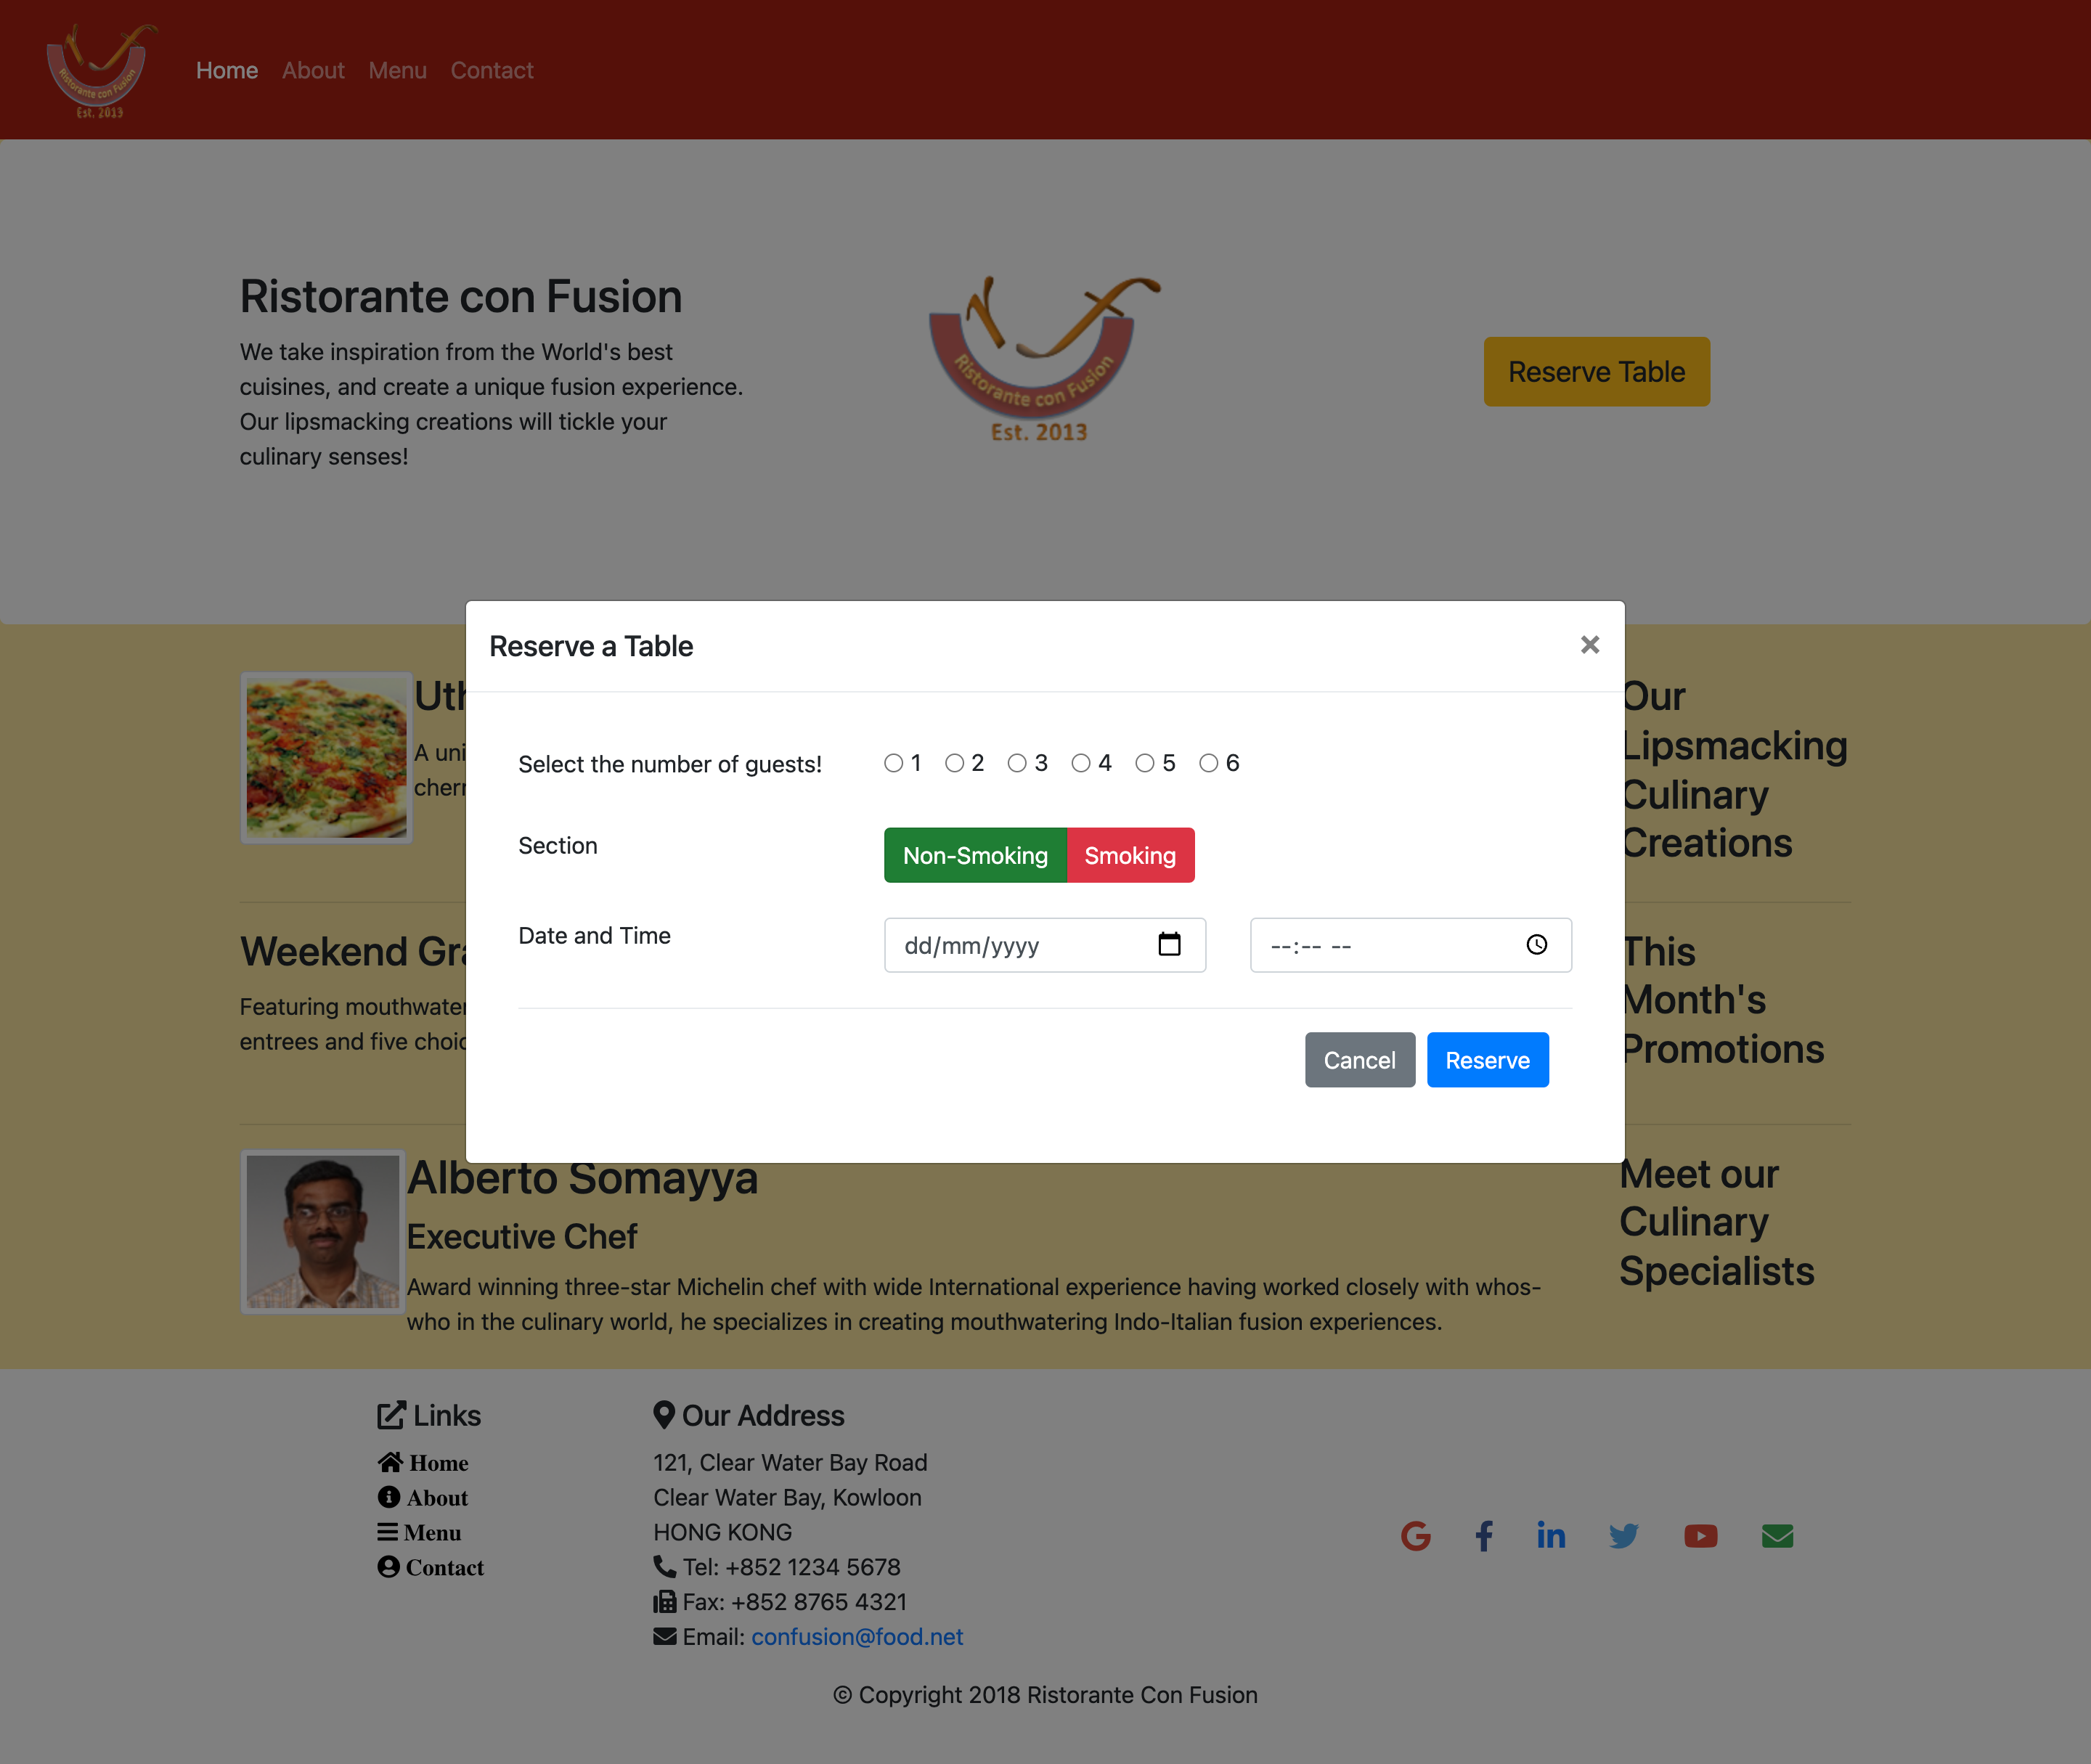 Ristorante con Fusion
Est. 2013
Home About Menu Contact
Ristorante con Fusion
We take inspiration from the World's best
cuisines, and create a unique fusion experience.
Our lipsmacking creations will tickle your
culinary senses!
Ristorante con Fusion
Est. 2013
Reserve Table
Reserve a Table
×
Select the number of guests!
1 2 3 4 5 6
Section
Non-Smoking Smoking
Date and Time
dd/mm/yyyy
--:-- --
Cancel Reserve
A uni
cherr
Our
Lipsmacking
Culinary
Creations
Weekend Gra
Featuring mouthwater
entrees and five choic
This
Month's
Promotions
Alberto Somayya
Executive Chef
Award winning three-star Michelin chef with wide International experience having worked closely with whos-
who in the culinary world, he specializes in creating mouthwatering Indo-Italian fusion experiences.
Meet our
Culinary
Specialists
Links
Home
About
Menu
Contact
Our Address
121, Clear Water Bay Road
Clear Water Bay, Kowloon
HONG KONG
Tel: +852 1234 5678
Fax: +852 8765 4321
Email: confusion@food.net
© Copyright 2018 Ristorante Con Fusion